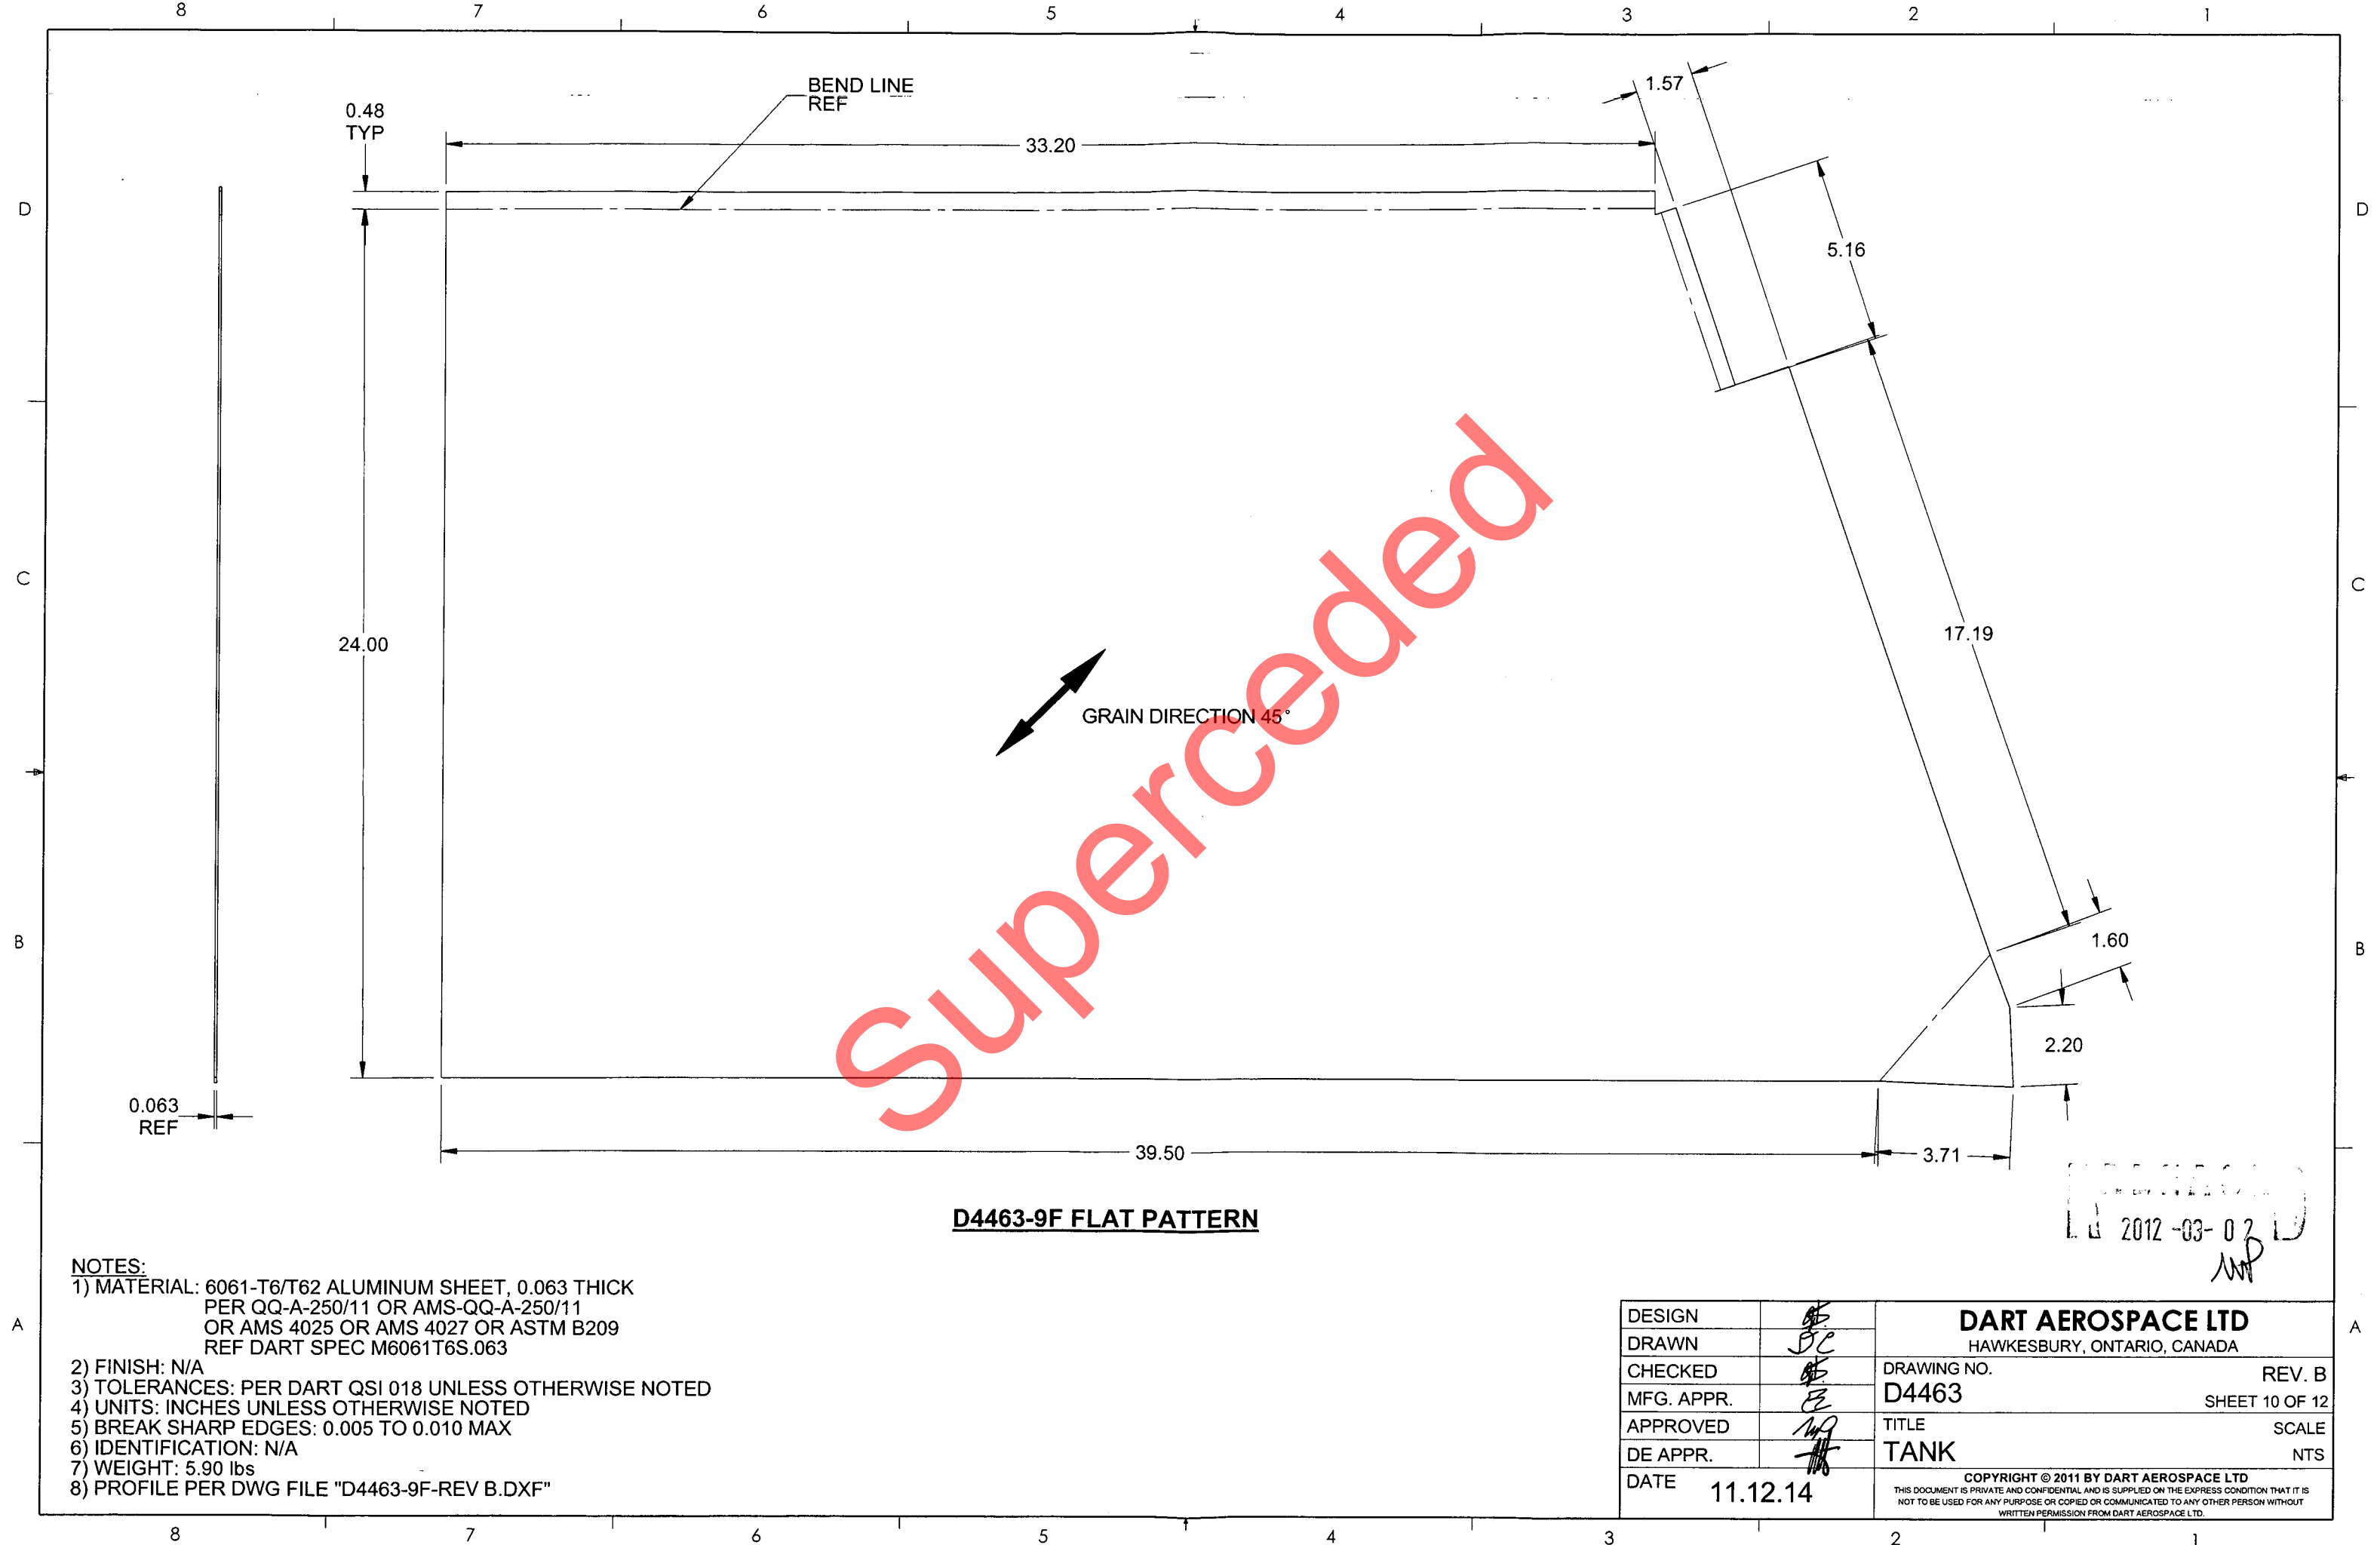 8 7 6 5 4 3 2 1
BEND LINE
REF
0.48
TYP
33.20
1.57
D
D
5.16
C
C
24.00
17.19
GRAIN DIRECTION 45°
Superceded
B
B
1.60
2.20
0.063
REF
39.50
3.71
D4463-9F FLAT PATTERN
2012-03-02
NOTES:
1) MATERIAL: 6061-T6/T62 ALUMINUM SHEET, 0.063 THICK
PER QQ-A-250/11 OR AMS-QQ-A-250/11
OR AMS 4025 OR AMS 4027 OR ASTM B209
REF DART SPEC M6061T6S.063
2) FINISH: N/A
3) TOLERANCES: PER DART QSI 018 UNLESS OTHERWISE NOTED
4) UNITS: INCHES UNLESS OTHERWISE NOTED
5) BREAK SHARP EDGES: 0.005 TO 0.010 MAX
6) IDENTIFICATION: N/A
7) WEIGHT: 5.90 lbs
8) PROFILE PER DWG FILE "D4463-9F-REV B.DXF"
A
A
DESIGN
DRAWN
CHECKED
MFG. APPR.
APPROVED
DE APPR.
DATE 11.12.14
DART AEROSPACE LTD
HAWKESBURY, ONTARIO, CANADA
DRAWING NO. REV. B
D4463 SHEET 10 OF 12
TITLE SCALE
TANK NTS
COPYRIGHT © 2011 BY DART AEROSPACE LTD
THIS DOCUMENT IS PRIVATE AND CONFIDENTIAL AND IS SUPPLIED ON THE EXPRESS CONDITION THAT IT IS
NOT TO BE USED FOR ANY PURPOSE OR COPIED OR COMMUNICATED TO ANY OTHER PERSON WITHOUT
WRITTEN PERMISSION FROM DART AEROSPACE LTD.
8 7 6 5 4 3 2 1